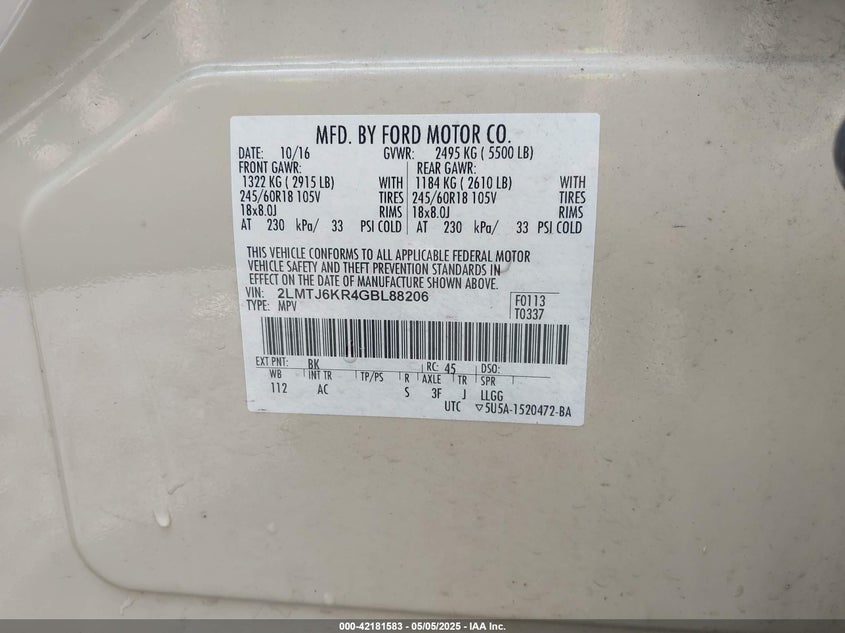 MFD. BY FORD MOTOR CO.
DATE: 10/16 GVWR: 2495 KG ( 5500 LB)
FRONT GAWR: REAR GAWR:
1322 KG ( 2915 LB) WITH 1184 KG ( 2610 LB) WITH
245/60R18 105V TIRES 245/60R18 105V TIRES
18x8.0J RIMS 18x8.0J RIMS
AT 230 kPa/ 33 PSI COLD AT 230 kPa/ 33 PSI COLD
THIS VEHICLE CONFORMS TO ALL APPLICABLE FEDERAL MOTOR
VEHICLE SAFETY AND THEFT PREVENTION STANDARDS IN
EFFECT ON THE DATE OF MANUFACTURE SHOWN ABOVE.
VIN: 2LMTJ6KR4GBL88206 F0113
TYPE: MPV T0337
EXT PNT: BK RC: 45 DSO:
WB INT TR TP/PS R AXLE TR SPR
112 AC S 3F J LLGG
UTC ▽5U5A-1520472-BA
000-42181583 - 05/05/2025 - IAA Inc.